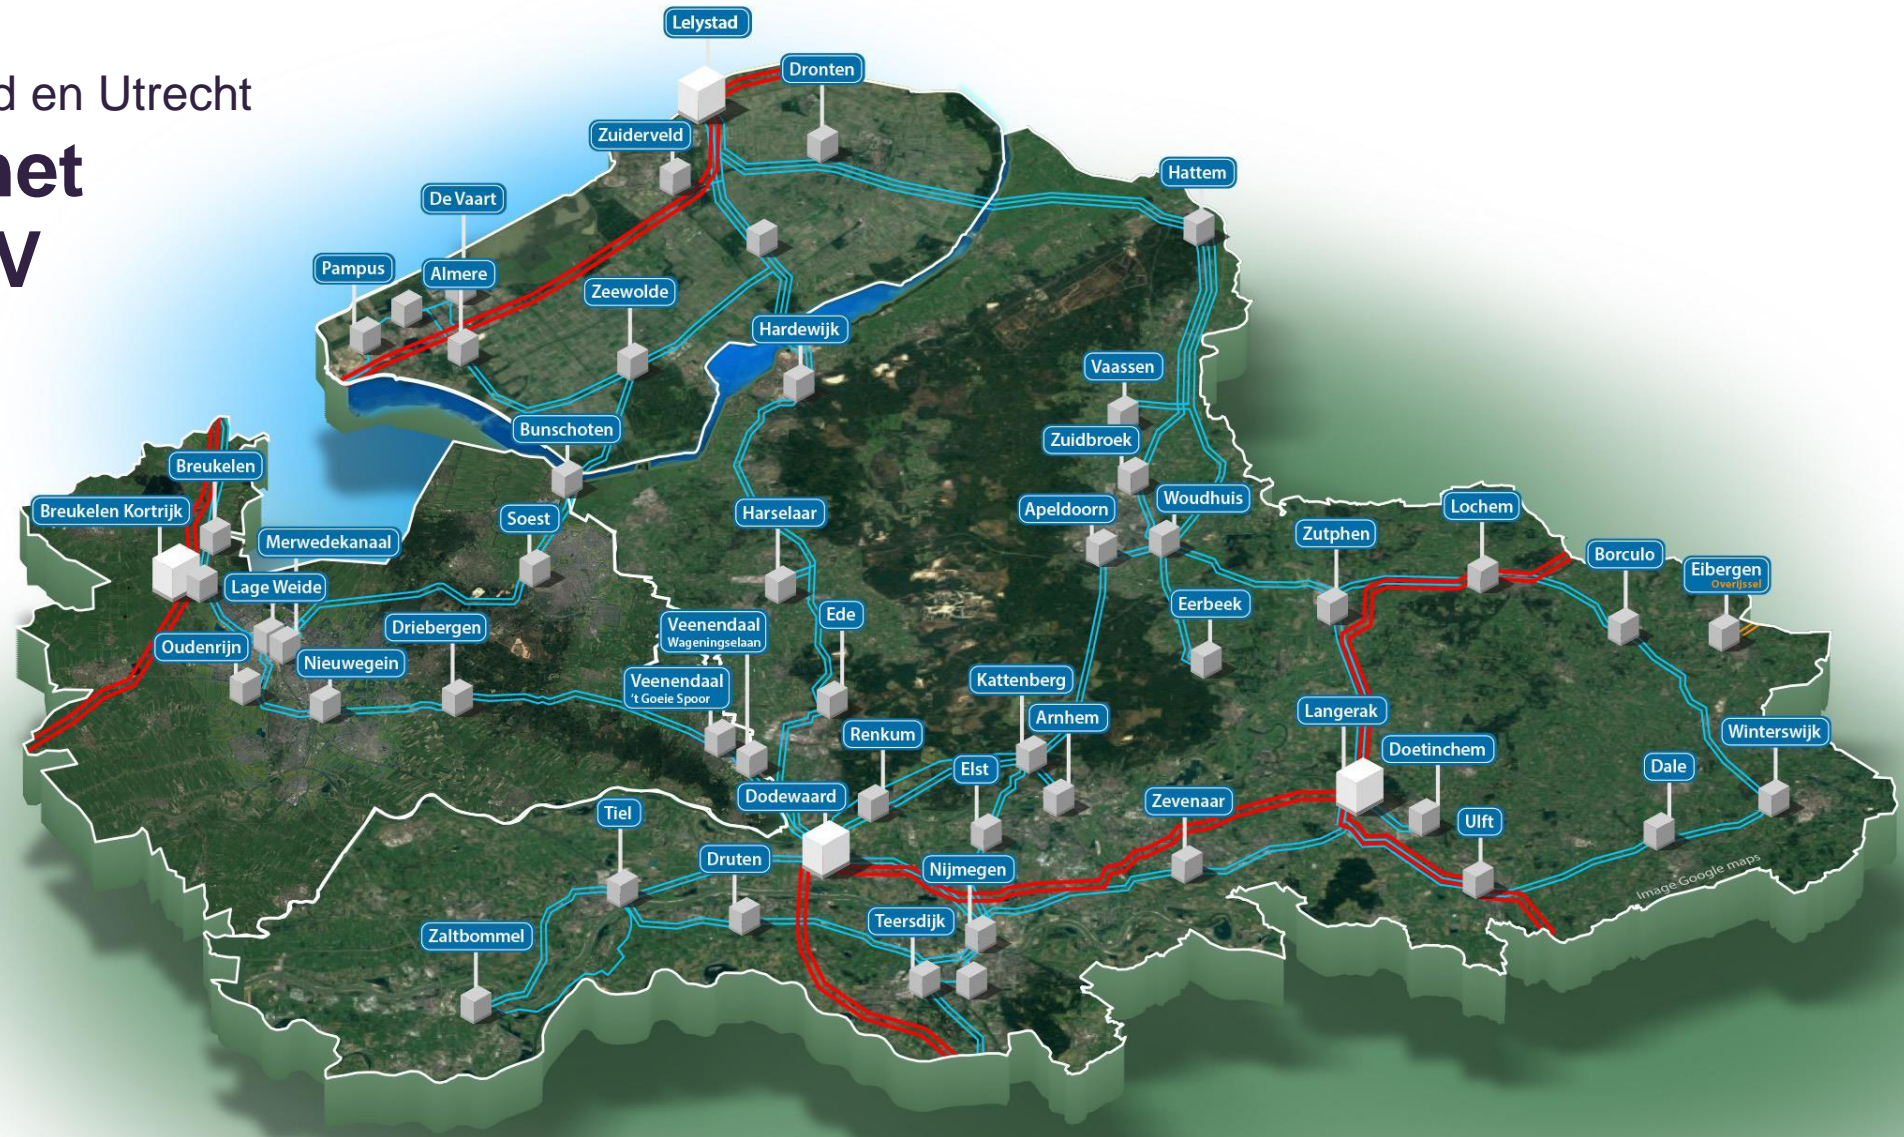 d en Utrecht
net
V
Lelystad
Dronten
Zuiderveld
Hattem
De Vaart
Pampus
Almere
Zeewolde
Hardewijk
Vaassen
Bunschoten
Zuidbroek
Breukelen
Breukelen Kortrijk
Soest
Harselaar
Apeldoorn
Woudhuis
Lochem
Zutphen
Merwedekanaal
Borculo
Eibergen
Overijssel
Lage Weide
Eerbeek
Ede
Driebergen
Veenendaal
Wageningselaan
Oudenrijn
Nieuwegein
Veenendaal
't Goeie Spoor
Kattenberg
Arnhem
Langerak
Renkum
Winterswijk
Doetinchem
Elst
Dale
Dodewaard
Zevenaar
Tiel
Ulft
Druten
Nijmegen
Image Google maps
Teersdijk
Zaltbommel